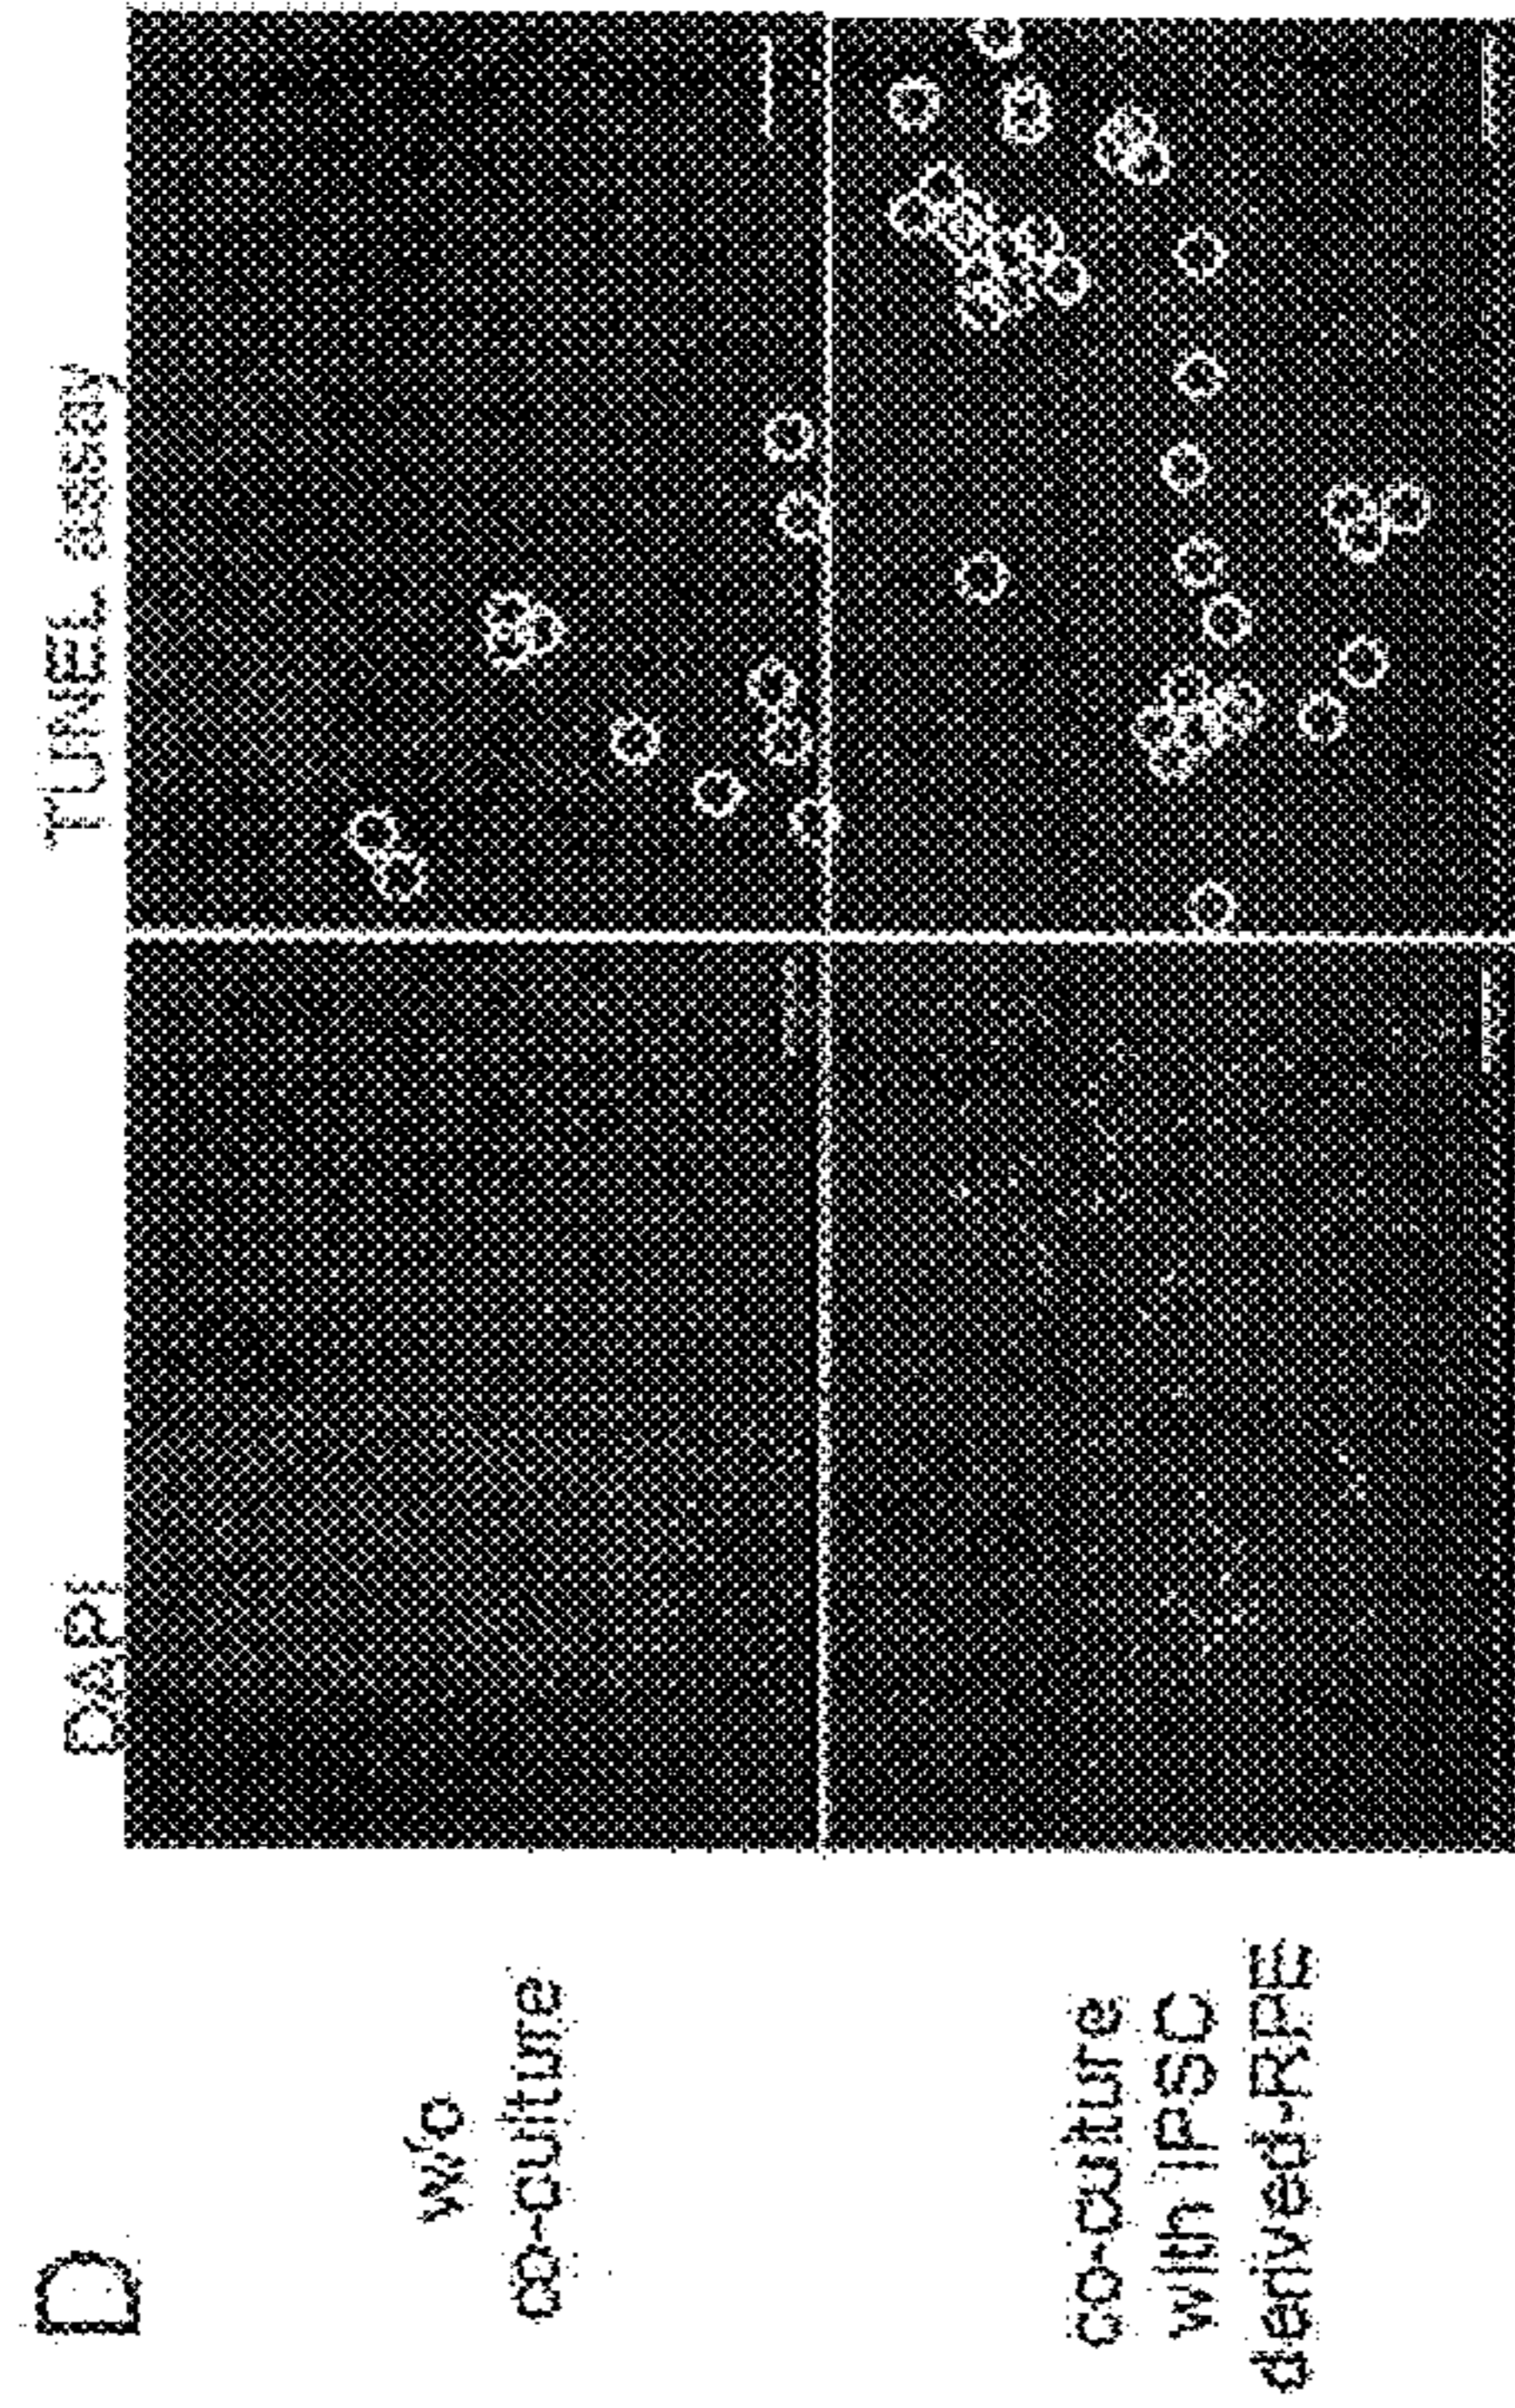 D
DAPI
TUNEL assay
w/o
co-culture
co-culture
with iPSC
derived-RPE